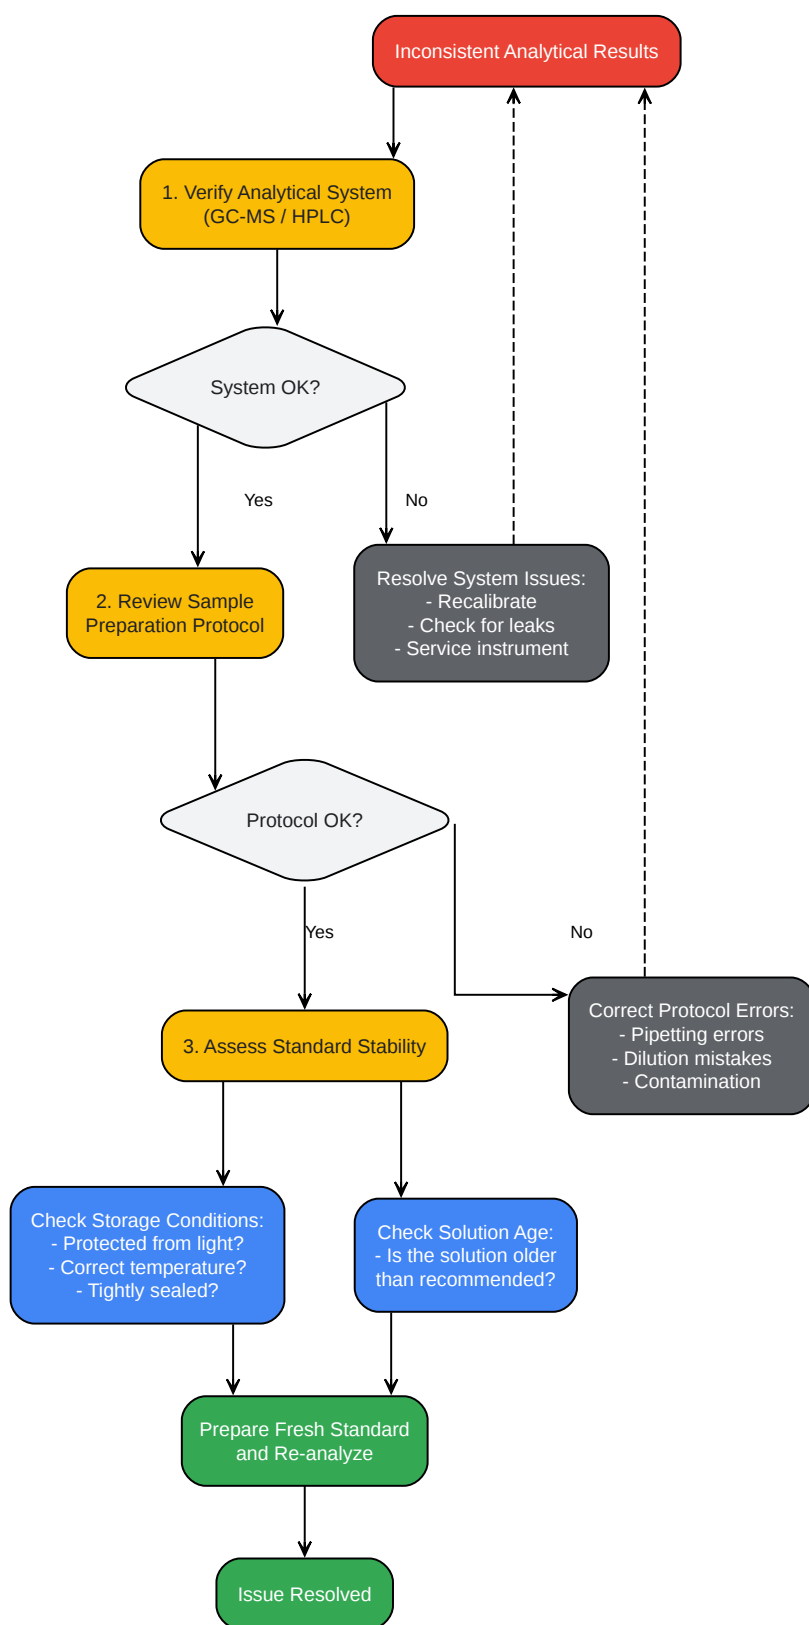 Inconsistent Analytical Results
1. Verify Analytical System
(GC-MS / HPLC)
System OK?
Yes
No
2. Review Sample
Preparation Protocol
Resolve System Issues:
- Recalibrate
- Check for leaks
- Service instrument
Protocol OK?
Yes
No
Correct Protocol Errors:
- Pipetting errors
- Dilution mistakes
- Contamination
3. Assess Standard Stability
Check Storage Conditions:
- Protected from light?
- Correct temperature?
- Tightly sealed?
Check Solution Age:
- Is the solution older
than recommended?
Prepare Fresh Standard
and Re-analyze
Issue Resolved